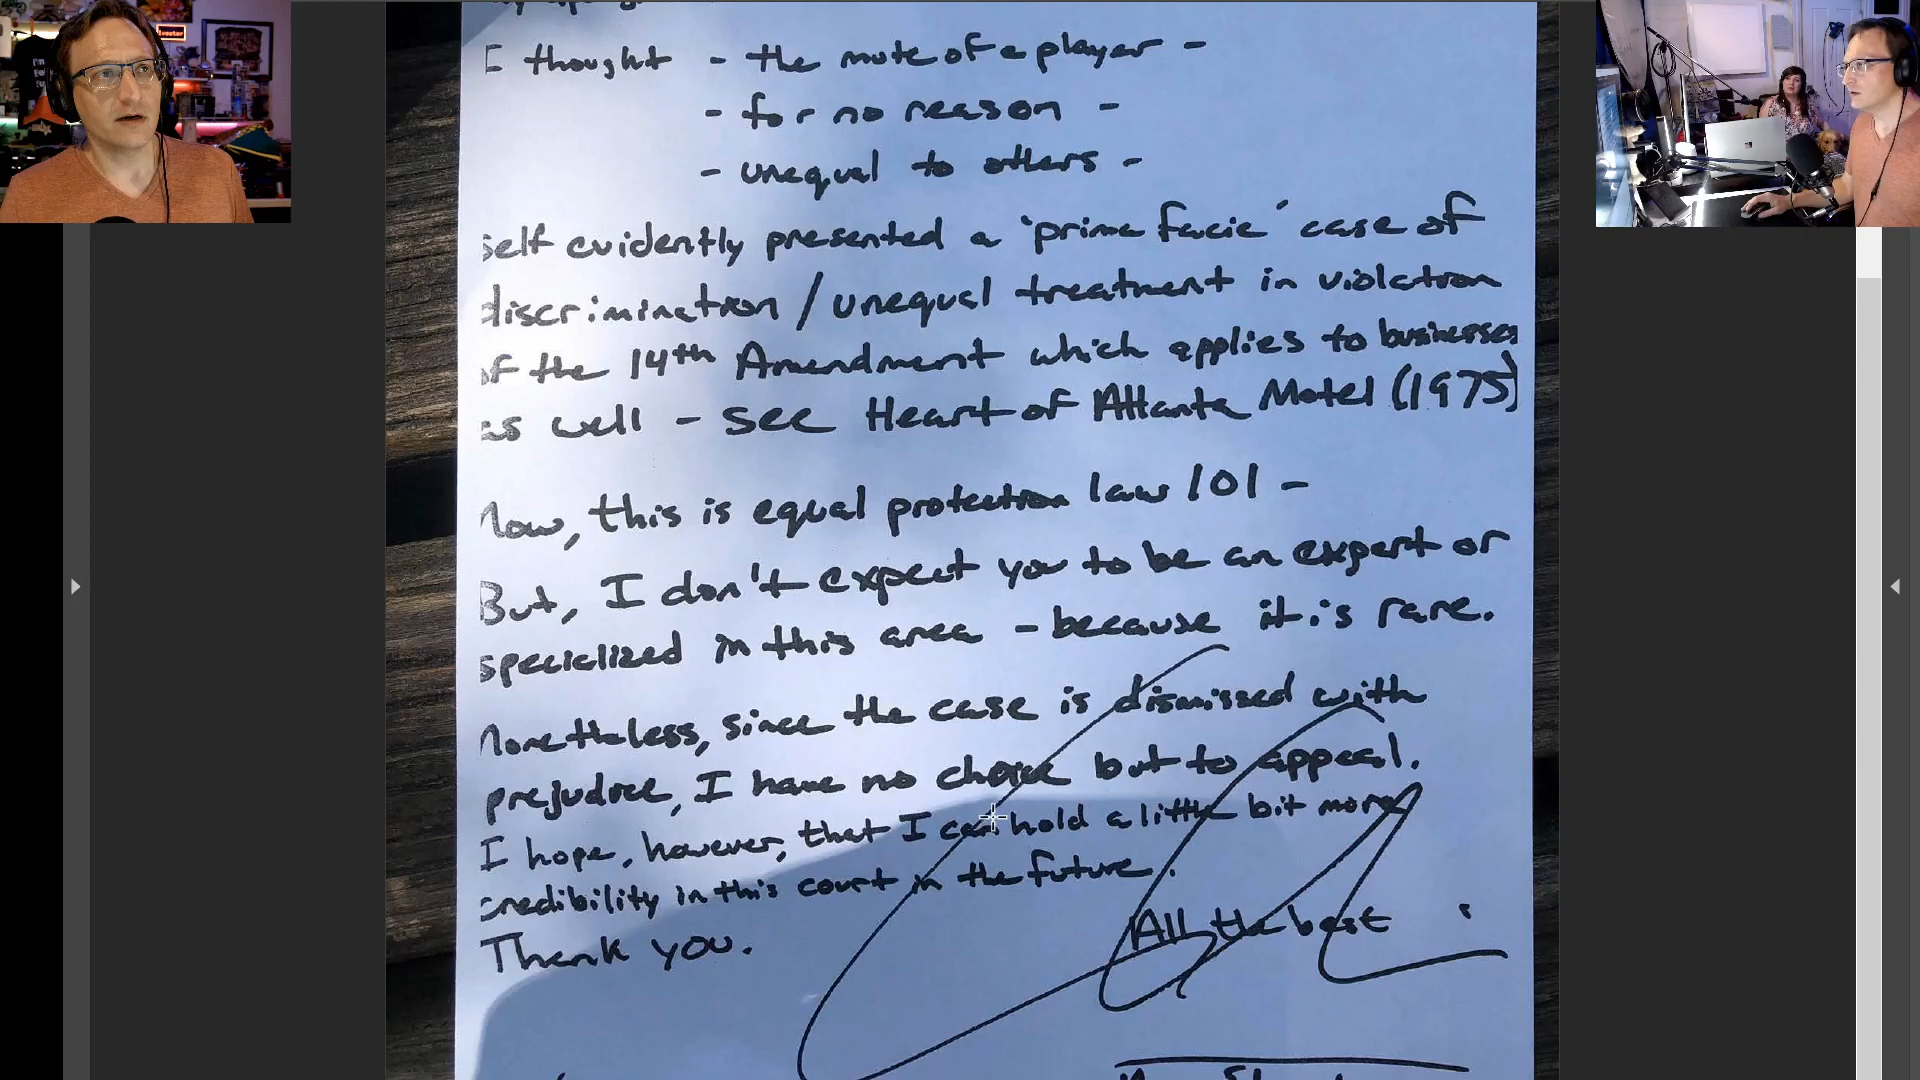 I thought - the mute of a player -
- for no reason -
- unequal to others -
self evidently presented a 'prima facie' case of
discrimination / unequal treatment in violation
of the 14th Amendment which applies to businesses
as well - see Heart of Atlanta Motel (1975)
Now, this is equal protection law 101 -
But, I don't expect you to be an expert or
specialized in this area - because it is rare.
Nonetheless, since the case is dismissed with
prejudice, I have no choice but to appeal.
I hope, however, that I can hold a little bit more
credibility in this court in the future.
Thank you.
All the best